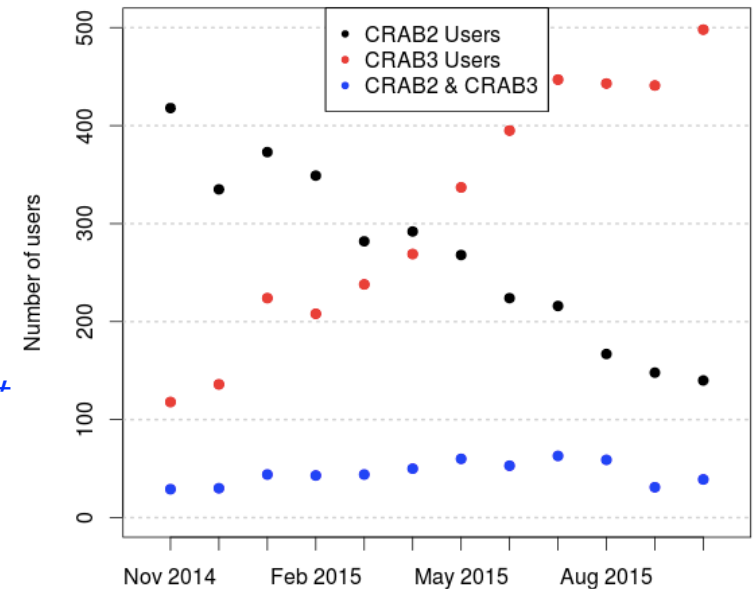 CRAB2 Users
CRAB3 Users
CRAB2 & CRAB3
Number of users
500
400
300
200
100
0
Nov 2014
Feb 2015
May 2015
Aug 2015